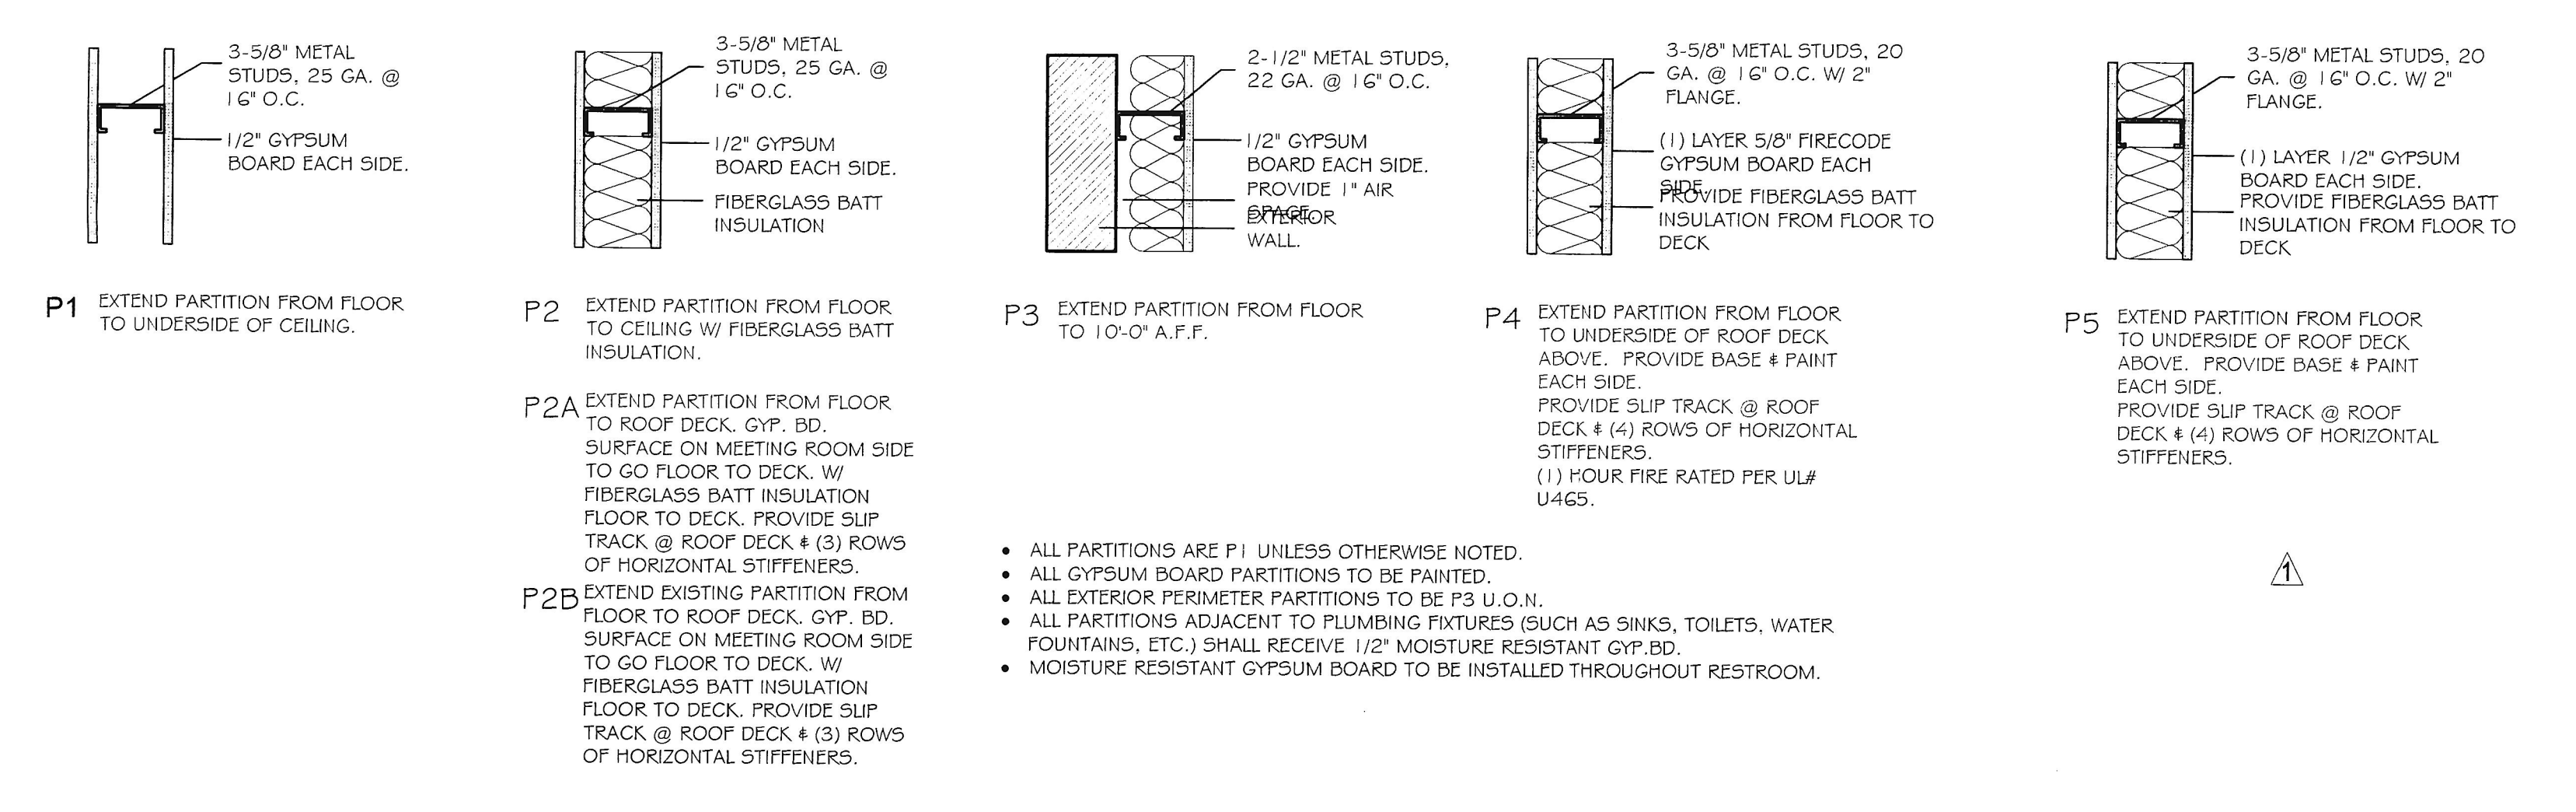 3-5/8" METAL
STUDS, 25 GA. @
16" O.C.
1/2" GYPSUM
BOARD EACH SIDE.
P1
EXTEND PARTITION FROM FLOOR
TO UNDERSIDE OF CEILING.
3-5/8" METAL
STUDS, 25 GA. @
16" O.C.
1/2" GYPSUM
BOARD EACH SIDE.
FIBERGLASS BATT
INSULATION
P2
EXTEND PARTITION FROM FLOOR
TO CEILING W/ FIBERGLASS BATT
INSULATION.
P2A
EXTEND PARTITION FROM FLOOR
TO ROOF DECK. GYP. BD.
SURFACE ON MEETING ROOM SIDE
TO GO FLOOR TO DECK. W/
FIBERGLASS BATT INSULATION
FLOOR TO DECK. PROVIDE SLIP
TRACK @ ROOF DECK & (3) ROWS
OF HORIZONTAL STIFFENERS.
P2B
EXTEND EXISTING PARTITION FROM
FLOOR TO ROOF DECK. GYP. BD.
SURFACE ON MEETING ROOM SIDE
TO GO FLOOR TO DECK. W/
FIBERGLASS BATT INSULATION
FLOOR TO DECK. PROVIDE SLIP
TRACK @ ROOF DECK & (3) ROWS
OF HORIZONTAL STIFFENERS.
2-1/2" METAL STUDS,
22 GA. @ 16" O.C.
1/2" GYPSUM
BOARD EACH SIDE.
PROVIDE 1" AIR
SPACE.
EXTERIOR
WALL.
P3
EXTEND PARTITION FROM FLOOR
TO 10'-0" A.F.F.
3-5/8" METAL STUDS, 20
GA. @ 16" O.C. W/ 2"
FLANGE.
(1) LAYER 5/8" FIRECODE
GYPSUM BOARD EACH
SIDE.
PROVIDE FIBERGLASS BATT
INSULATION FROM FLOOR TO
DECK
P4
EXTEND PARTITION FROM FLOOR
TO UNDERSIDE OF ROOF DECK
ABOVE. PROVIDE BASE & PAINT
EACH SIDE.
PROVIDE SLIP TRACK @ ROOF
DECK & (4) ROWS OF HORIZONTAL
STIFFENERS.
(1) HOUR FIRE RATED PER UL#
U465.
3-5/8" METAL STUDS, 20
GA. @ 16" O.C. W/ 2"
FLANGE.
(1) LAYER 1/2" GYPSUM
BOARD EACH SIDE.
PROVIDE FIBERGLASS BATT
INSULATION FROM FLOOR TO
DECK
P5
EXTEND PARTITION FROM FLOOR
TO UNDERSIDE OF ROOF DECK
ABOVE. PROVIDE BASE & PAINT
EACH SIDE.
PROVIDE SLIP TRACK @ ROOF
DECK & (4) ROWS OF HORIZONTAL
STIFFENERS.
• ALL PARTITIONS ARE P1 UNLESS OTHERWISE NOTED.
• ALL GYPSUM BOARD PARTITIONS TO BE PAINTED.
• ALL EXTERIOR PERIMETER PARTITIONS TO BE P3 U.O.N.
• ALL PARTITIONS ADJACENT TO PLUMBING FIXTURES (SUCH AS SINKS, TOILETS, WATER
FOUNTAINS, ETC.) SHALL RECEIVE 1/2" MOISTURE RESISTANT GYP.BD.
• MOISTURE RESISTANT GYPSUM BOARD TO BE INSTALLED THROUGHOUT RESTROOM.
1